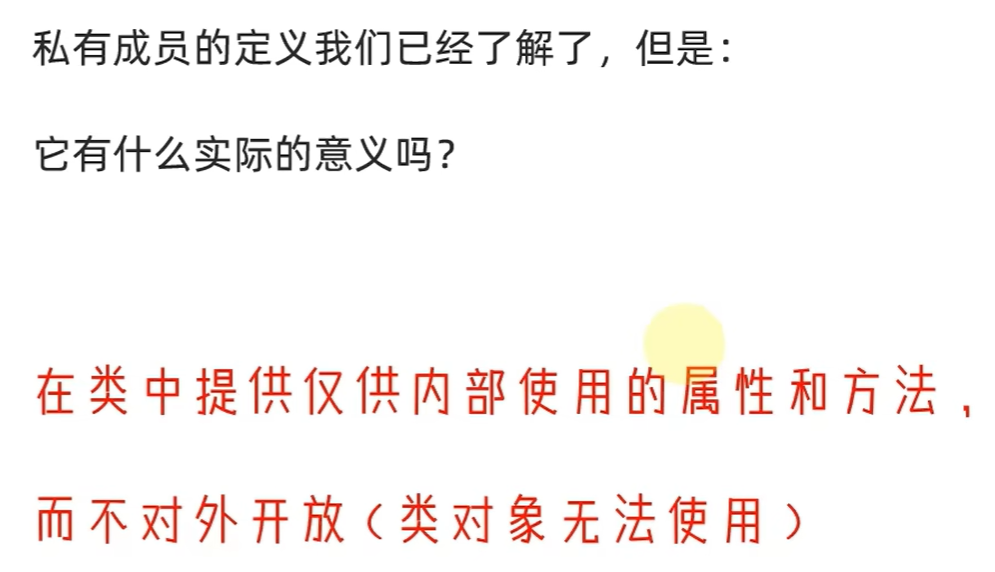 私有成员的定义我们已经了解了，但是：
它有什么实际的意义吗？
在类中提供仅供内部使用的属性和方法，
而不对外开放（类对象无法使用）